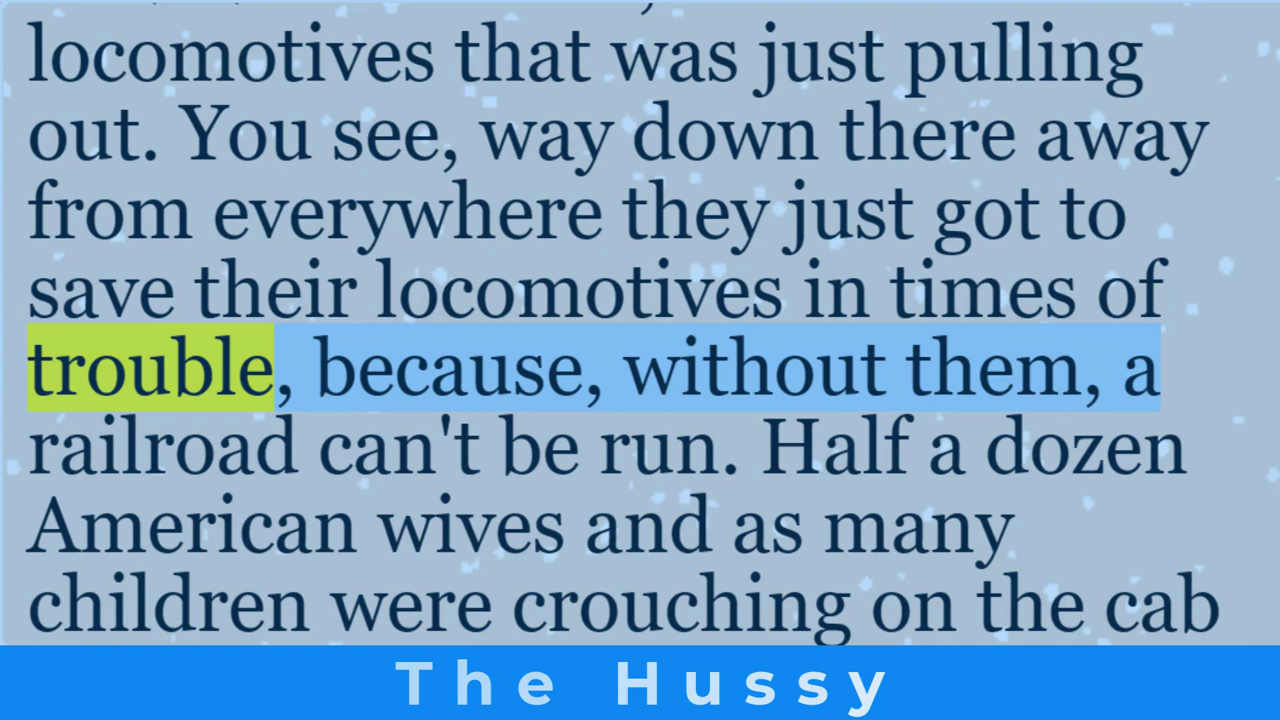 locomotives that was just pulling
out. You see, way down there away
from everywhere they just got to
save their locomotives in times of
trouble, because, without them, a
railroad can't be run. Half a dozen
American wives and as many
children were crouching on the cab
The Hussy